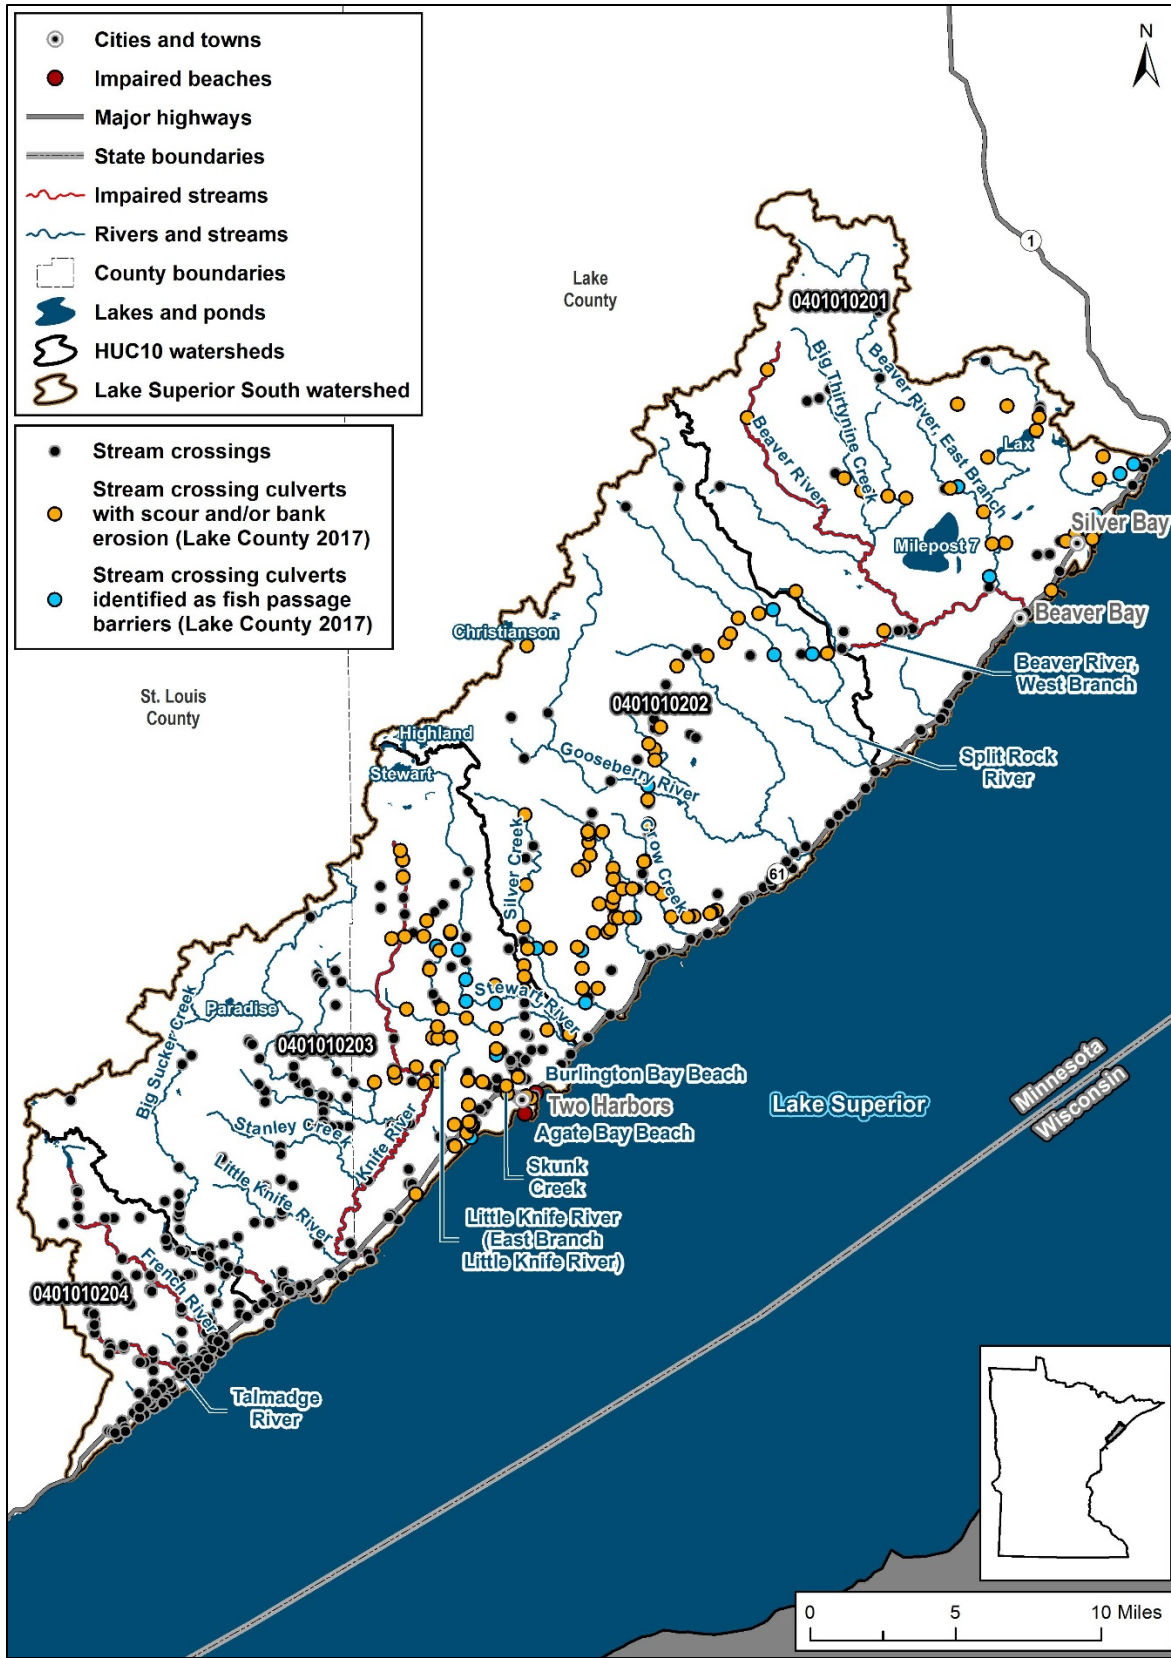 Cities and towns
Impaired beaches
Major highways
State boundaries
Impaired streams
Rivers and streams
County boundaries
Lakes and ponds
HUC10 watersheds
Lake Superior South watershed
Stream crossings
Stream crossing culverts
with scour and/or bank
erosion (Lake County 2017)
Stream crossing culverts
identified as fish passage
barriers (Lake County 2017)
N
1
Lake
County
0401010201
Big Thirtynine Creek
Beaver River, East Branch
Beaver River
Lax
Milepost 7
Silver Bay
Beaver Bay
Beaver River,
West Branch
Christianson
St. Louis
County
0401010202
Highland
Stewart
Gooseberry River
Split Rock
River
Silver Creek
Crow Creek
61
Stewart River
Paradise
Big Sucker Creek
0401010203
Burlington Bay Beach
Two Harbors
Agate Bay Beach
Lake Superior
Minnesota
Wisconsin
Stanley Creek
Knife River
Skunk
Creek
Little Knife River
Little Knife River
(East Branch
Little Knife River)
French River
0401010204
Talmadge
River
0 5 10 Miles